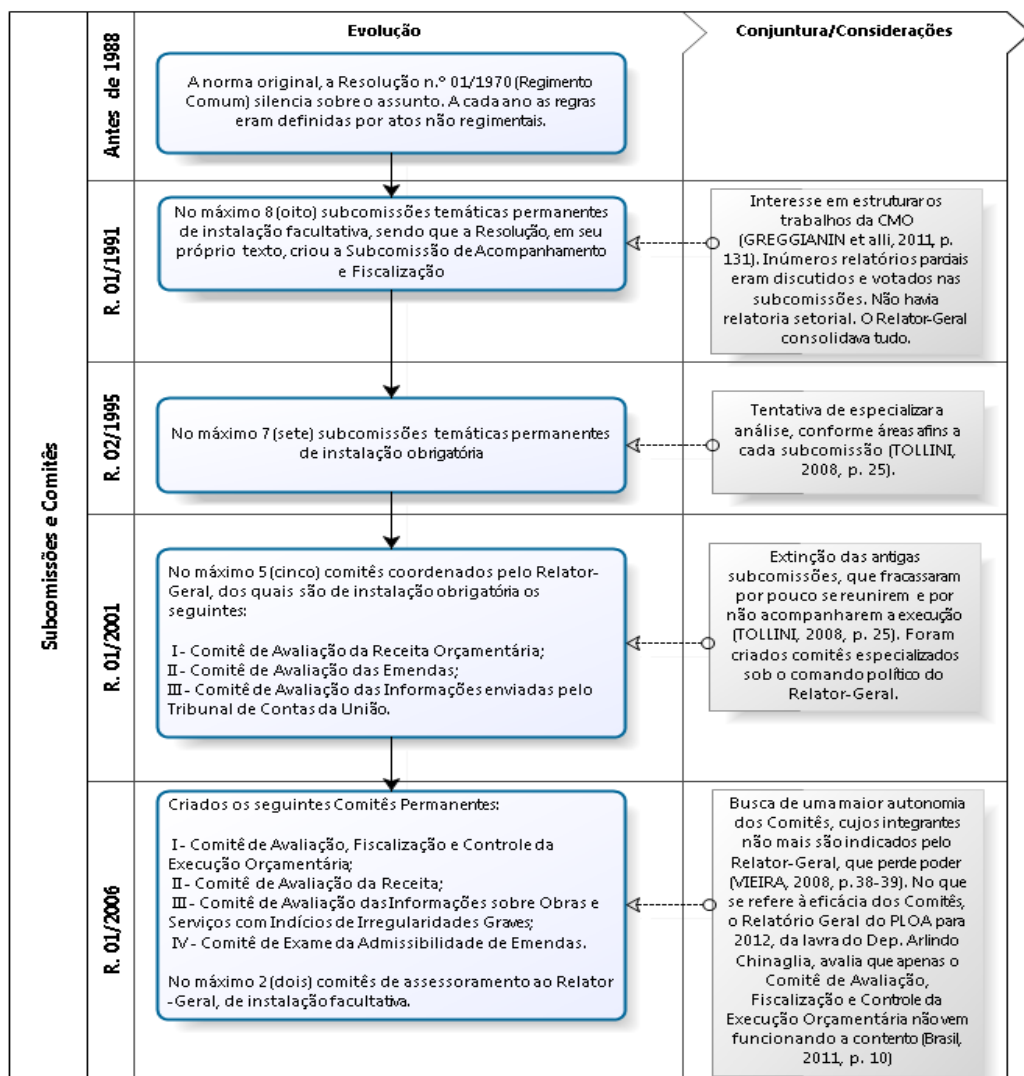 Evolução
Conjuntura/Considerações
Subcomissões e Comitês
Antes de 1988
A norma original, a Resolução n.º 01/1970 (Regimento
Comum) silencia sobre o assunto. A cada ano as regras
eram definidas por atos não regimentais.
R. 01/1991
No máximo 8 (oito) subcomissões temáticas permanentes
de instalação facultativa, sendo que a Resolução, em seu
próprio texto, criou a Subcomissão de Acompanhamento
e Fiscalização
Interesse em estruturar os
trabalhos da CMO
(GREGGIANIN et alli, 2011, p.
131). Inúmeros relatórios parciais
eram discutidos e votados nas
subcomissões. Não havia
relatoria setorial. O Relator-Geral
consolidava tudo.
R. 02/1995
No máximo 7 (sete) subcomissões temáticas permanentes
de instalação obrigatória
Tentativa de especializar a
análise, conforme áreas afins a
cada subcomissão (TOLLINI,
2008, p. 25).
R. 01/2001
No máximo 5 (cinco) comitês coordenados pelo Relator-
Geral, dos quais são de instalação obrigatória os
seguintes:
I - Comitê de Avaliação da Receita Orçamentária;
II - Comitê de Avaliação das Emendas;
III - Comitê de Avaliação das Informações enviadas pelo
Tribunal de Contas da União.
Extinção das antigas
subcomissões, que fracassaram
por pouco se reunirem e por
não acompanharem a execução
(TOLLINI, 2008, p. 25). Foram
criados comitês especializados
sob o comando político do
Relator-Geral.
R. 01/2006
Criados os seguintes Comitês Permanentes:
I - Comitê de Avaliação, Fiscalização e Controle da
Execução Orçamentária;
II - Comitê de Avaliação da Receita;
III - Comitê de Avaliação das Informações sobre Obras e
Serviços com Indícios de Irregularidades Graves;
IV - Comitê de Exame da Admissibilidade de Emendas.
No máximo 2 (dois) comitês de assessoramento ao Relator
-Geral, de instalação facultativa.
Busca de uma maior autonomia
dos Comitês, cujos integrantes
não mais são indicados pelo
Relator-Geral, que perde poder
(VIEIRA, 2008, p.38-39). No que
se refere à eficácia dos Comitês,
o Relatório Geral do PLOA para
2012, da lavra do Dep. Arlindo
Chinaglia, avalia que apenas o
Comitê de Avaliação,
Fiscalização e Controle da
Execução Orçamentária não vem
funcionando a contento (Brasil,
2011, p. 10)